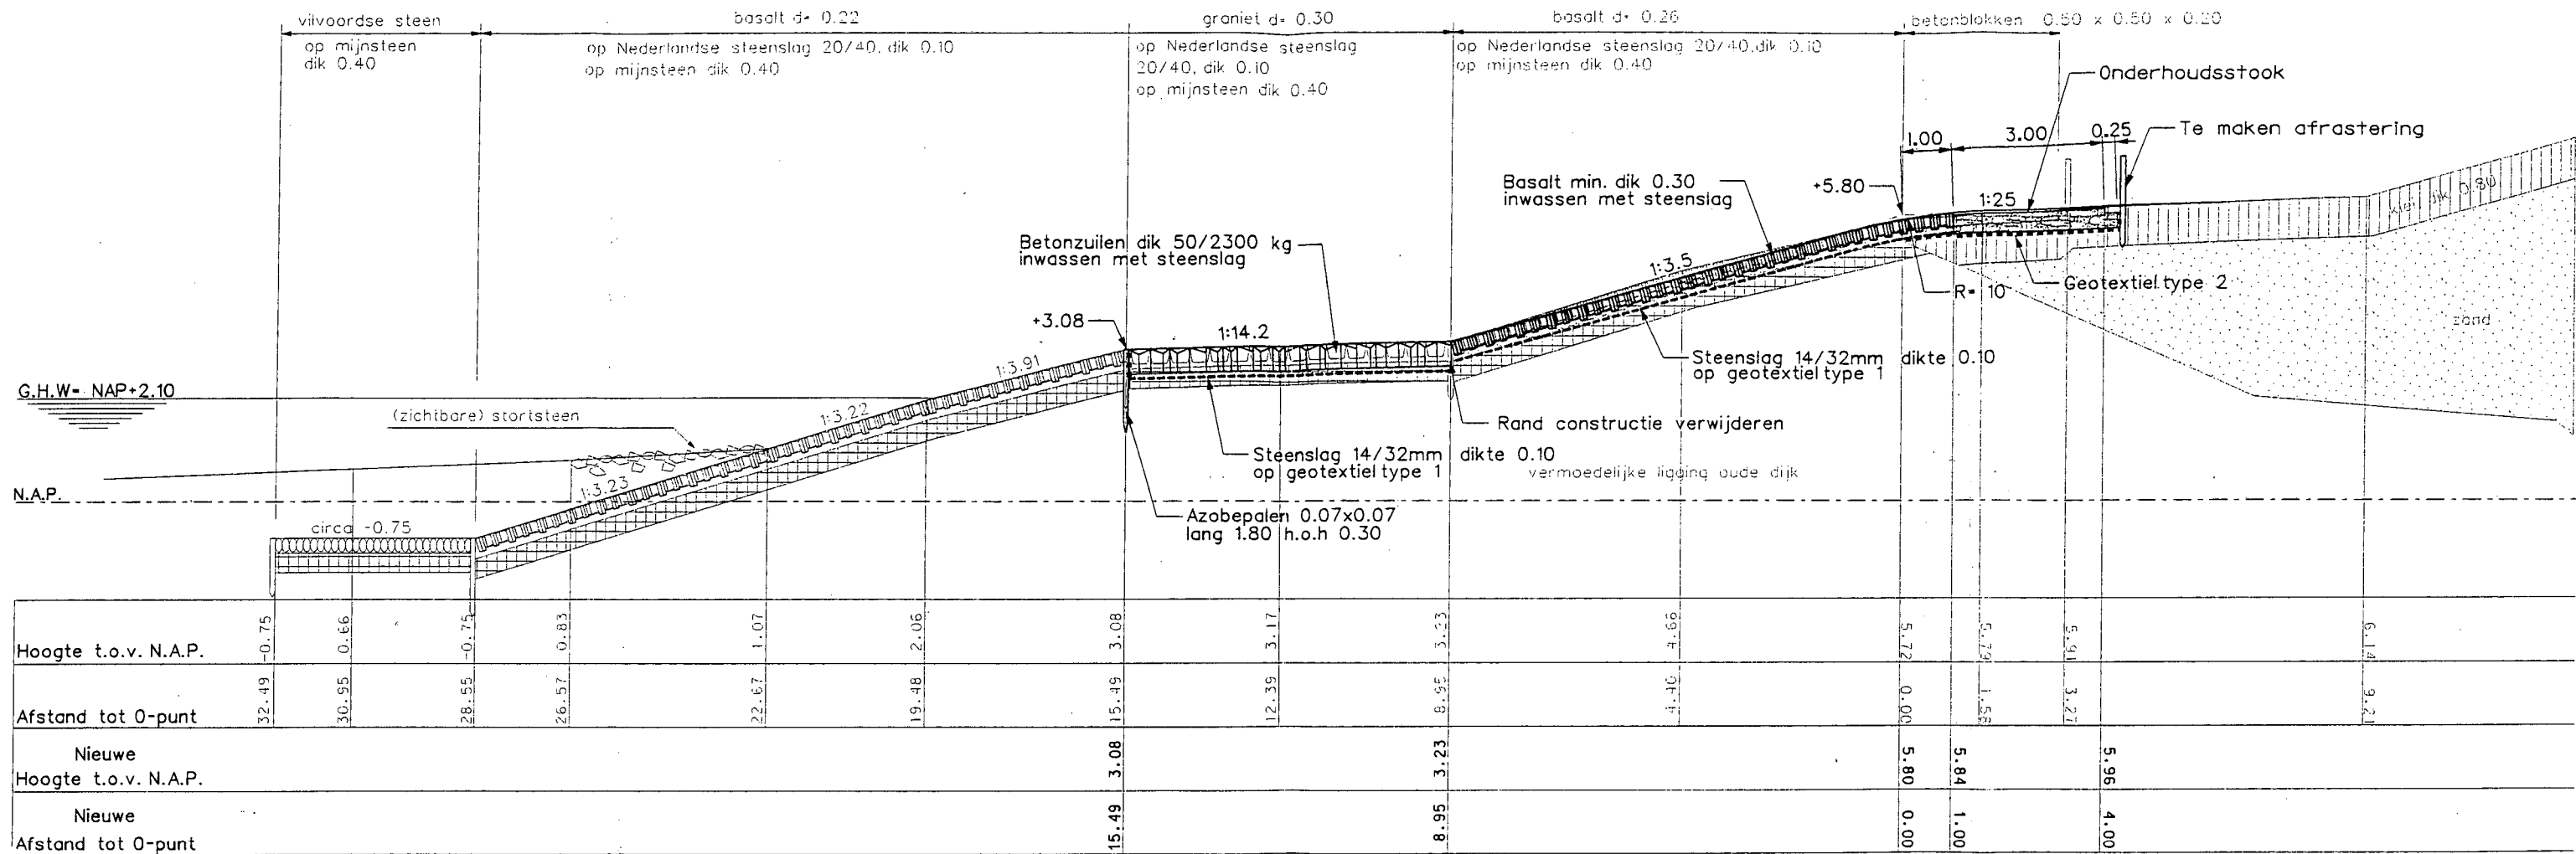 vilvoordse steen
basalt d= 0.22
graniet d= 0.30
basalt d= 0.26
betonblokken 0.50 x 0.50 x 0.20
op mijnsteen
dik 0.40
op Nederlandse steenslag 20/40, dik 0.10
op mijnsteen dik 0.40
op Nederlandse steenslag
20/40, dik 0.10
op mijnsteen dik 0.40
op Nederlandse steenslag 20/40, dik 0.10
op mijnsteen dik 0.40
Onderhoudsstook
Te maken afrastering
1.00
3.00
0.25
Basalt min. dik 0.30
inwassen met steenslag
+5.80
1:25
klei dik 0.80
Betonzuilen dik 50/2300 kg
inwassen met steenslag
1:3.5
R= 10
Geotextiel type 2
zand
+3.08
1:14.2
1:3.91
Steenslag 14/32mm dikte 0.10
op geotextiel type 1
G.H.W= NAP+2.10
(zichtbare) stortsteen
1:3.22
Rand constructie verwijderen
Steenslag 14/32mm dikte 0.10
op geotextiel type 1
vermoedelijke ligging oude dijk
1:3.23
N.A.P.
circa -0.75
Azobepalen 0.07x0.07
lang 1.80 h.o.h 0.30
Hoogte t.o.v. N.A.P. -0.75 0.66 -0.75 0.83 1.07 2.06 3.08 3.17 3.23 4.66 5.72 5.79 5.91 6.14
Afstand tot 0-punt 32.49 30.95 28.55 26.57 22.67 19.48 15.49 12.39 8.95 4.40 0.00 1.58 3.27 9.21
Nieuwe
Hoogte t.o.v. N.A.P. 3.08 3.23 5.80 5.84 5.96
Nieuwe
Afstand tot 0-punt 15.49 8.95 0.00 1.00 4.00